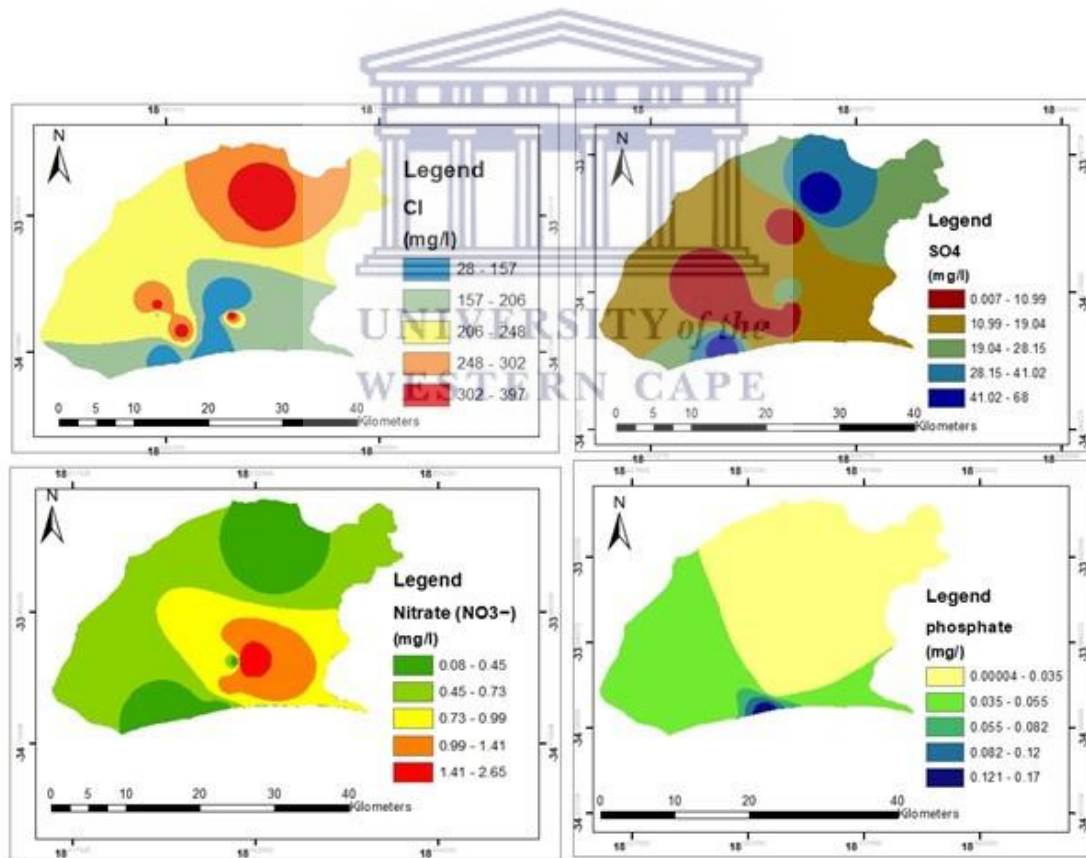 UNIVERSITY of the
WESTERN CAPE
18
N
Legend
Cl
(mg/l)
28 - 157
157 - 206
206 - 248
248 - 302
302 - 397
-33
-34
0 5 10 20 30 40
Kilometers
N
Legend
SO4
(mg/l)
0.007 - 10.99
10.99 - 19.04
19.04 - 28.15
28.15 - 41.02
41.02 - 68
0 5 10 20 30 40
Kilometers
18 18 18
N
Legend
Nitrate (NO3−)
(mg/l)
0.08 - 0.45
0.45 - 0.73
0.73 - 0.99
0.99 - 1.41
1.41 - 2.65
-33
-34
0 5 10 20 30 40
Kilometers
18 18 18
N
Legend
phosphate
(mg/)
0.00004 - 0.035
0.035 - 0.055
0.055 - 0.082
0.082 - 0.12
0.121 - 0.17
0 10 20 40
Kilometers
18 18 18